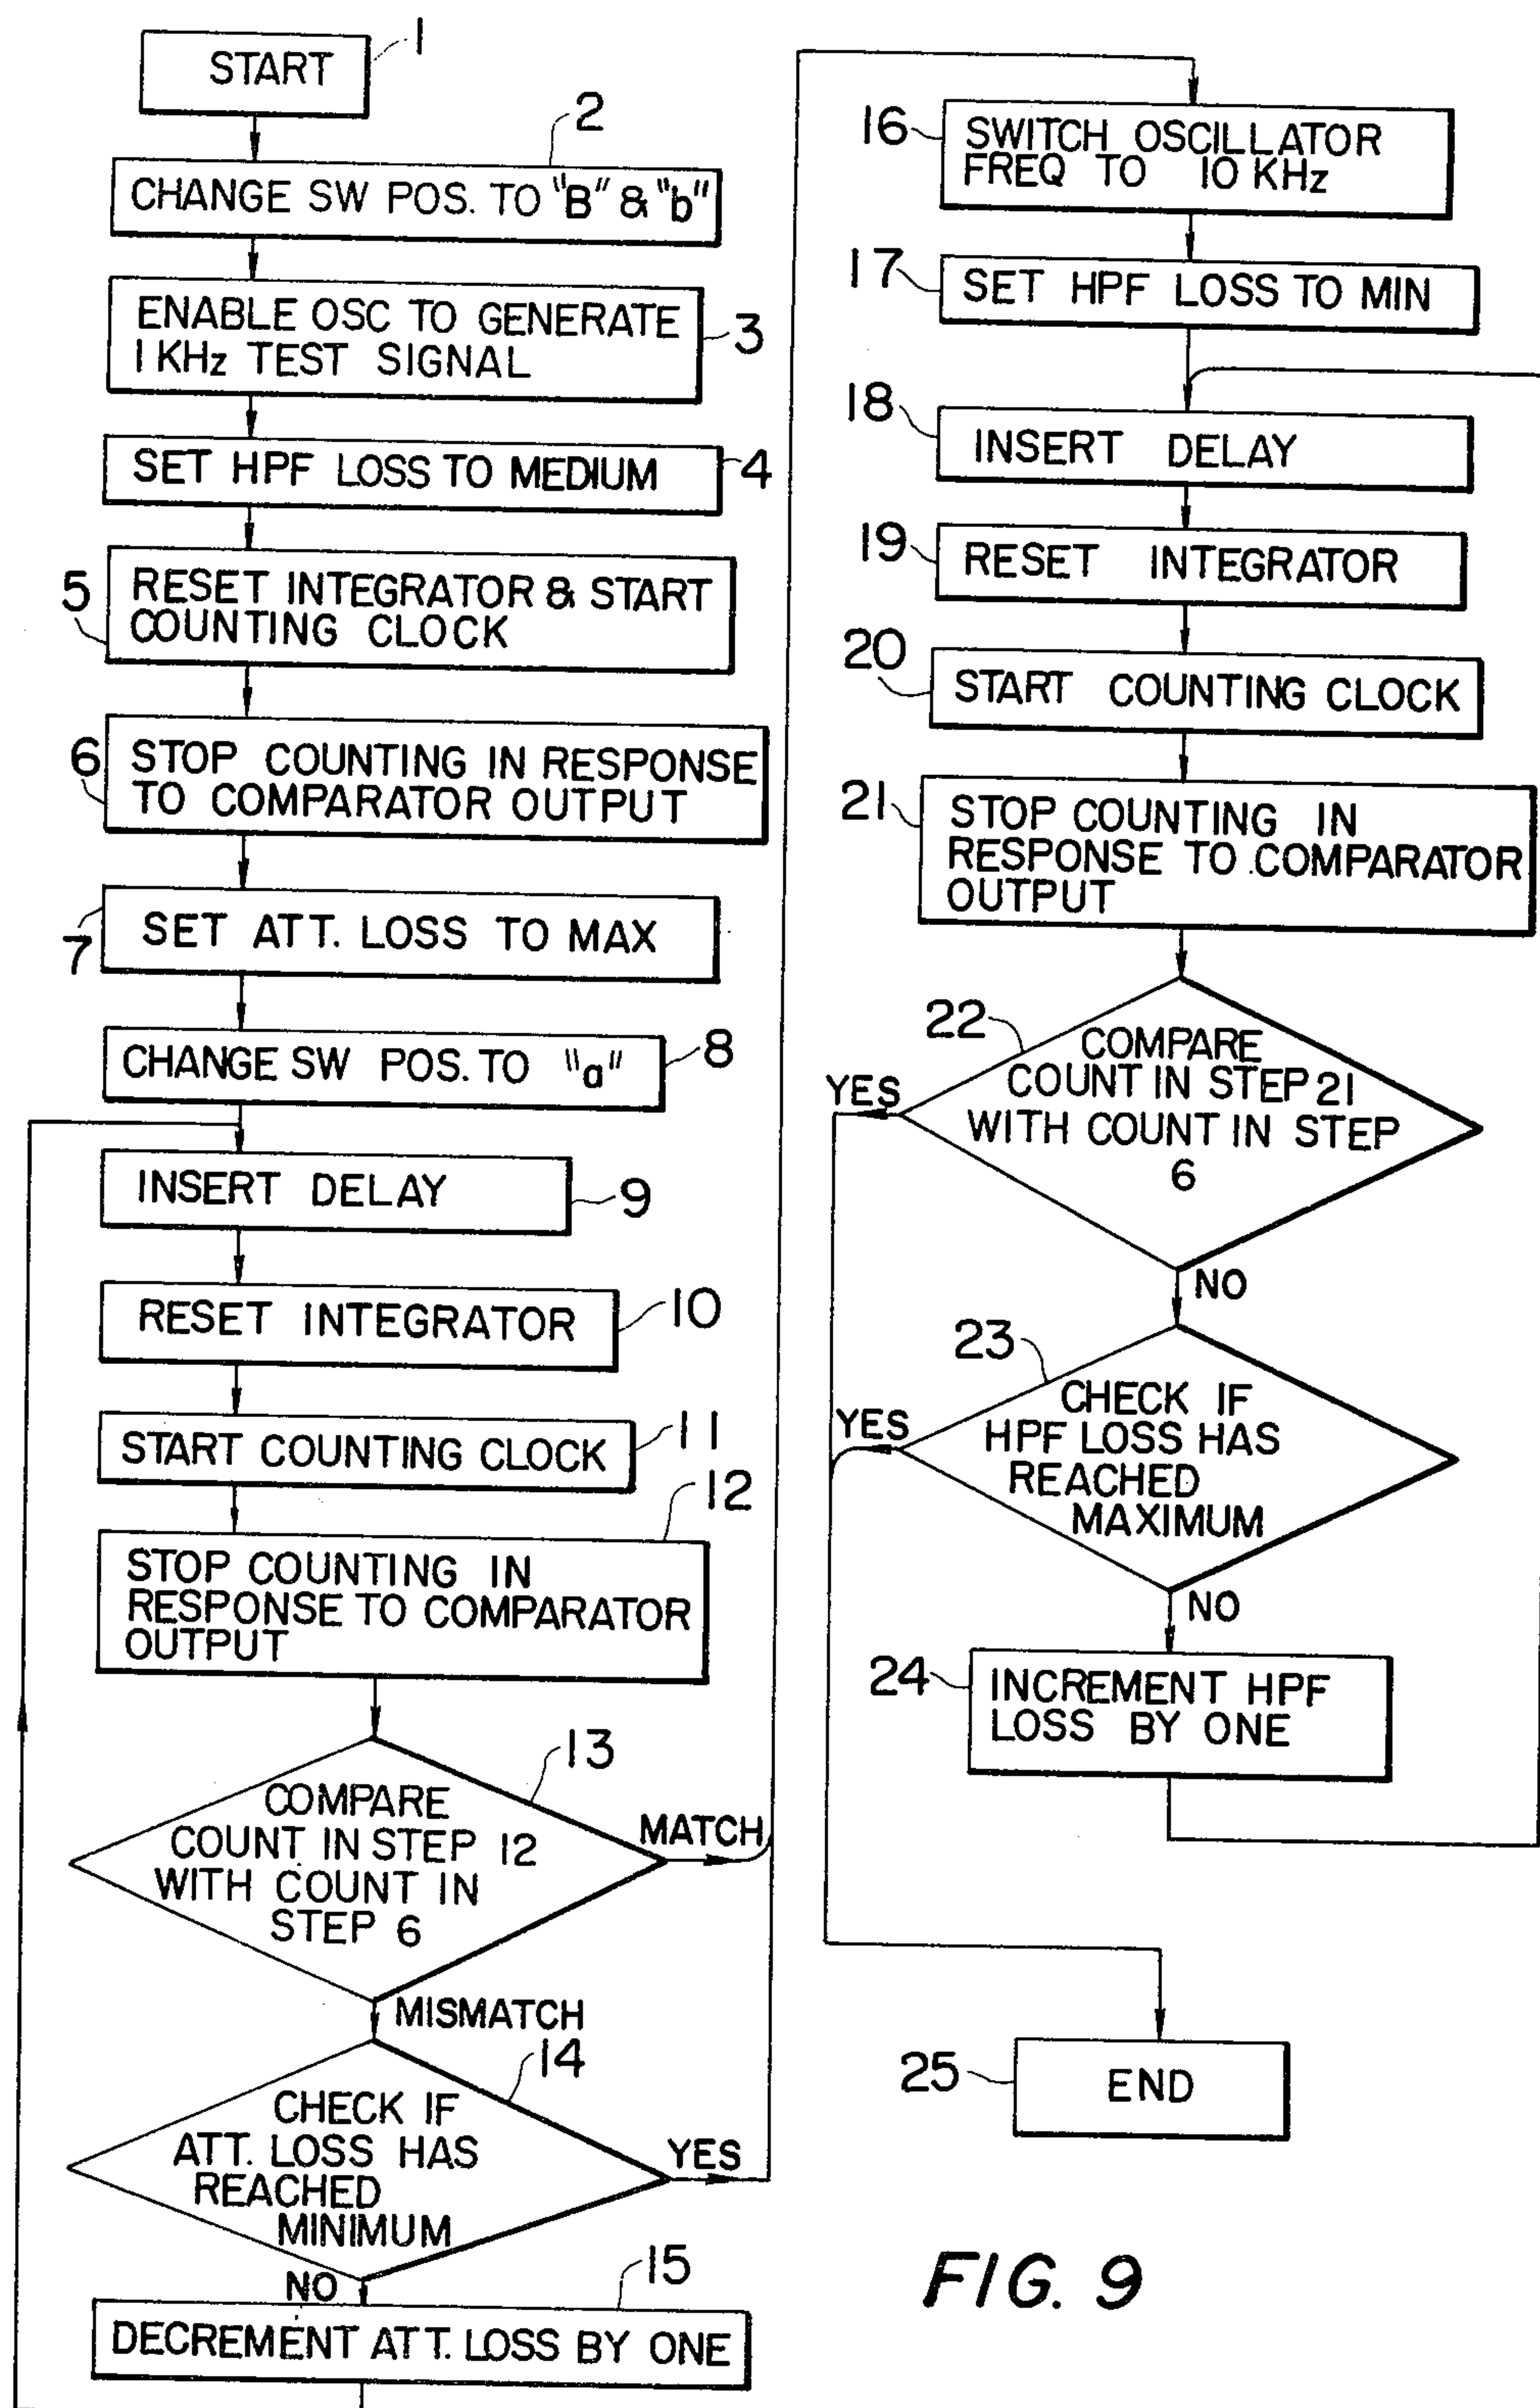 START
1
2
CHANGE SW POS. TO "B" & "b"
ENABLE OSC TO GENERATE
1 KHz TEST SIGNAL
3
SET HPF LOSS TO MEDIUM
4
5
RESET INTEGRATOR & START
COUNTING CLOCK
6
STOP COUNTING IN RESPONSE
TO COMPARATOR OUTPUT
7
SET ATT. LOSS TO MAX
CHANGE SW POS. TO "a"
8
INSERT DELAY
9
RESET INTEGRATOR
10
START COUNTING CLOCK
11
12
STOP COUNTING IN
RESPONSE TO COMPARATOR
OUTPUT
13
COMPARE
COUNT IN STEP 12
WITH COUNT IN
STEP 6
MATCH
MISMATCH
14
CHECK IF
ATT. LOSS HAS
REACHED
MINIMUM
YES
NO
15
DECREMENT ATT. LOSS BY ONE
16
SWITCH OSCILLATOR
FREQ TO 10 KHz
17
SET HPF LOSS TO MIN
18
INSERT DELAY
19
RESET INTEGRATOR
20
START COUNTING CLOCK
21
STOP COUNTING IN
RESPONSE TO COMPARATOR
OUTPUT
22
COMPARE
COUNT IN STEP 21
WITH COUNT IN STEP
6
YES
NO
23
CHECK IF
HPF LOSS HAS
REACHED
MAXIMUM
YES
NO
24
INCREMENT HPF
LOSS BY ONE
25
END
FIG. 9